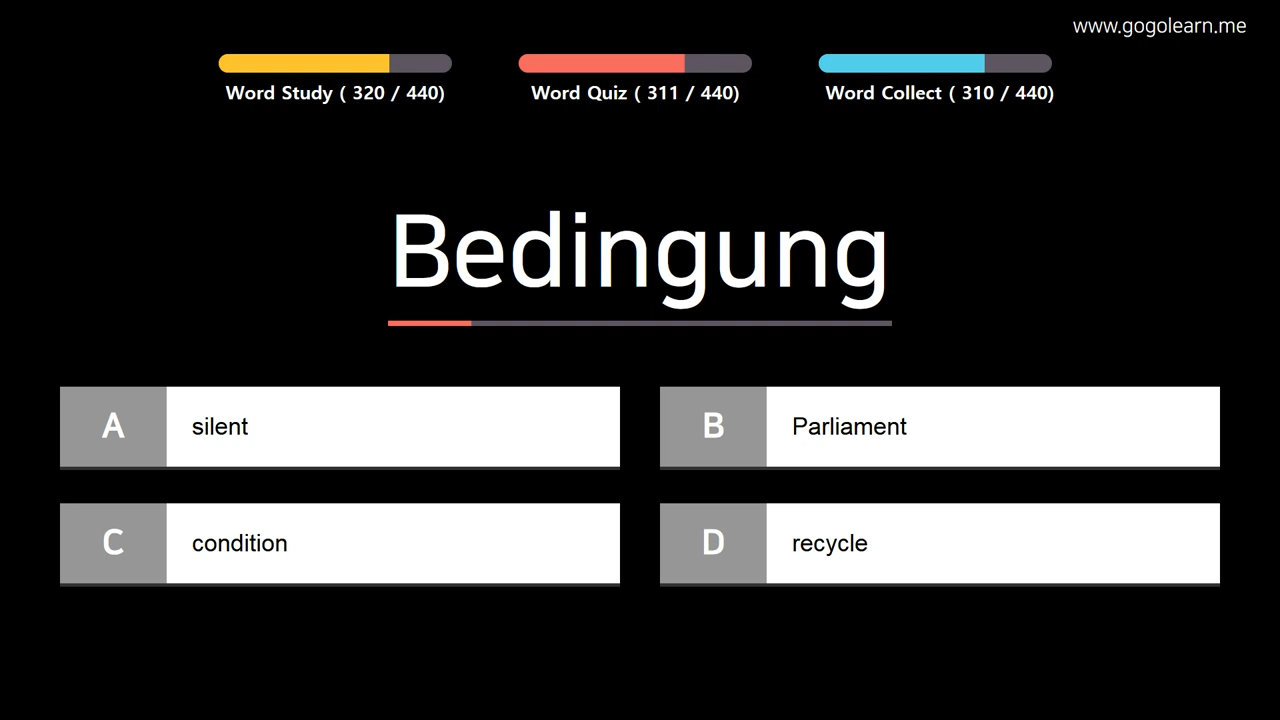 www.gogolearn.me
Word Study ( 320 / 440)
Word Quiz ( 311 / 440)
Word Collect ( 310 / 440)
Bedingung
A silent
B Parliament
C condition
D recycle